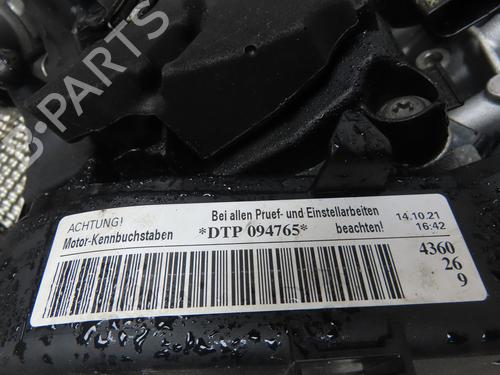 B-PARTS
ACHTUNG! Bei allen Pruef- und Einstellarbeiten 14.10.21
Motor-Kennbuchstaben *DTP 094765* beachten! 16:42
4360
26
9